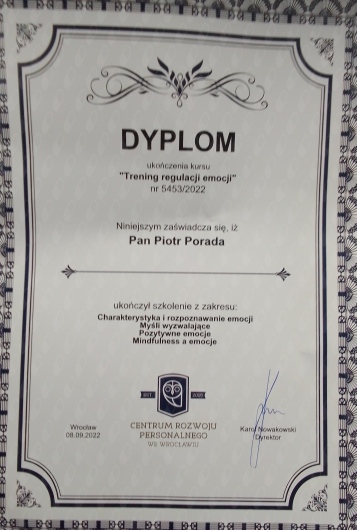 DYPLOM
ukończenia kursu
"Trening regulacji emocji"
nr 5453/2022
Niniejszym zaświadcza się, iż
Pan Piotr Porada
ukończył szkolenie z zakresu:
Charakterystyka i rozpoznawanie emocji
Myśli wyzwalające
Pozytywne emocje
Mindfulness a emocje
Wrocław
08.09.2022
CENTRUM ROZWOJU
PERSONALNEGO
WE WROCŁAWIU
Karol Nowakowski
Dyrektor